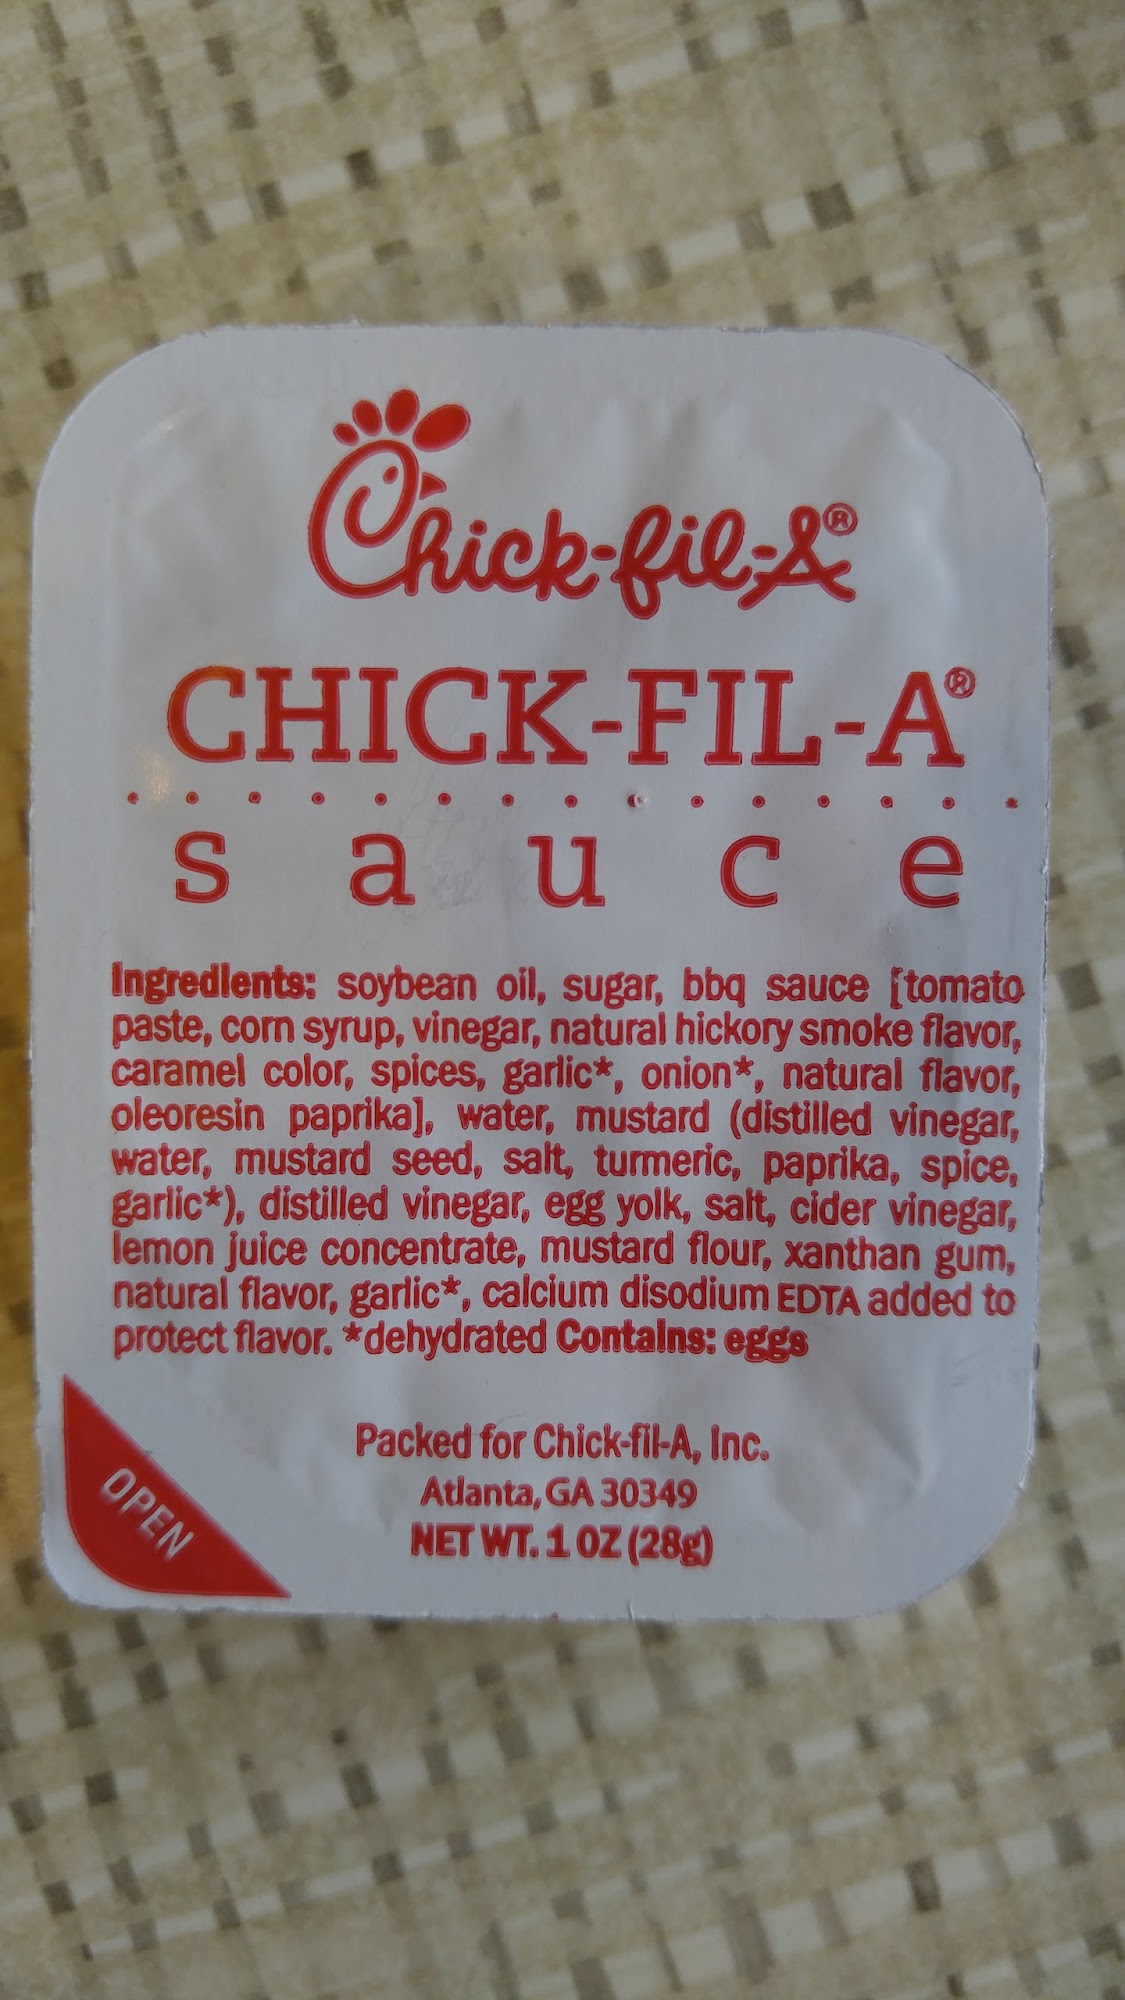 Chick-fil-A®
CHICK-FIL-A®
sauce
Ingredients: soybean oil, sugar, bbq sauce [tomato
paste, corn syrup, vinegar, natural hickory smoke flavor,
caramel color, spices, garlic*, onion*, natural flavor,
oleoresin paprika], water, mustard (distilled vinegar,
water, mustard seed, salt, turmeric, paprika, spice,
garlic*), distilled vinegar, egg yolk, salt, cider vinegar,
lemon juice concentrate, mustard flour, xanthan gum,
natural flavor, garlic*, calcium disodium EDTA added to
protect flavor. *dehydrated Contains: eggs
Packed for Chick-fil-A, Inc.
Atlanta, GA 30349
NET WT. 1 OZ (28g)
OPEN